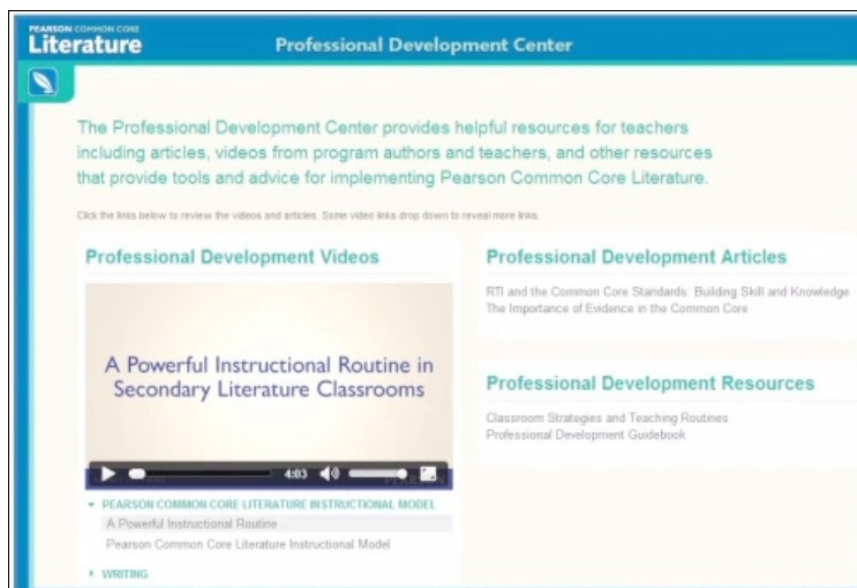 PEARSON COMMON CORE
Literature
Professional Development Center
The Professional Development Center provides helpful resources for teachers
including articles, videos from program authors and teachers, and other resources
that provide tools and advice for implementing Pearson Common Core Literature.
Click the links below to review the videos and articles. Some video links drop down to reveal more links.
Professional Development Videos
A Powerful Instructional Routine in
Secondary Literature Classrooms
4:03
PEARSON
PEARSON COMMON CORE LITERATURE INSTRUCTIONAL MODEL
A Powerful Instructional Routine
Pearson Common Core Literature Instructional Model
WRITING
Professional Development Articles
RTI and the Common Core Standards: Building Skill and Knowledge
The Importance of Evidence in the Common Core
Professional Development Resources
Classroom Strategies and Teaching Routines
Professional Development Guidebook